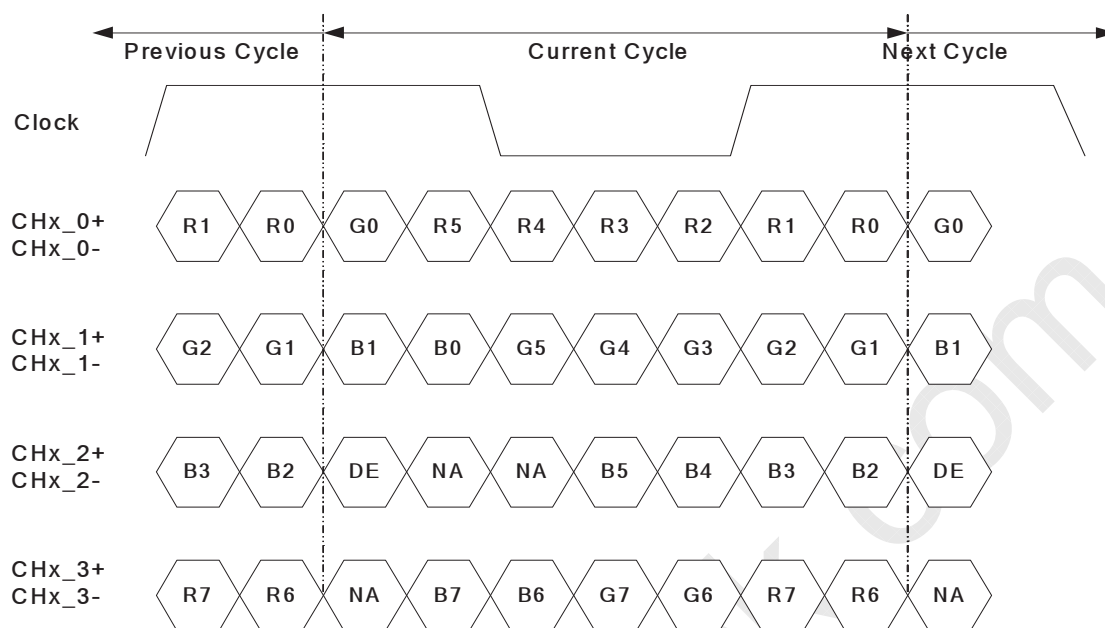 Previous Cycle Current Cycle Next Cycle
Clock
CHx_0+
CHx_0-
R1 R0 G0 R5 R4 R3 R2 R1 R0 G0
CHx_1+
CHx_1-
G2 G1 B1 B0 G5 G4 G3 G2 G1 B1
CHx_2+
CHx_2-
B3 B2 DE NA NA B5 B4 B3 B2 DE
CHx_3+
CHx_3-
R7 R6 NA B7 B6 G7 G6 R7 R6 NA